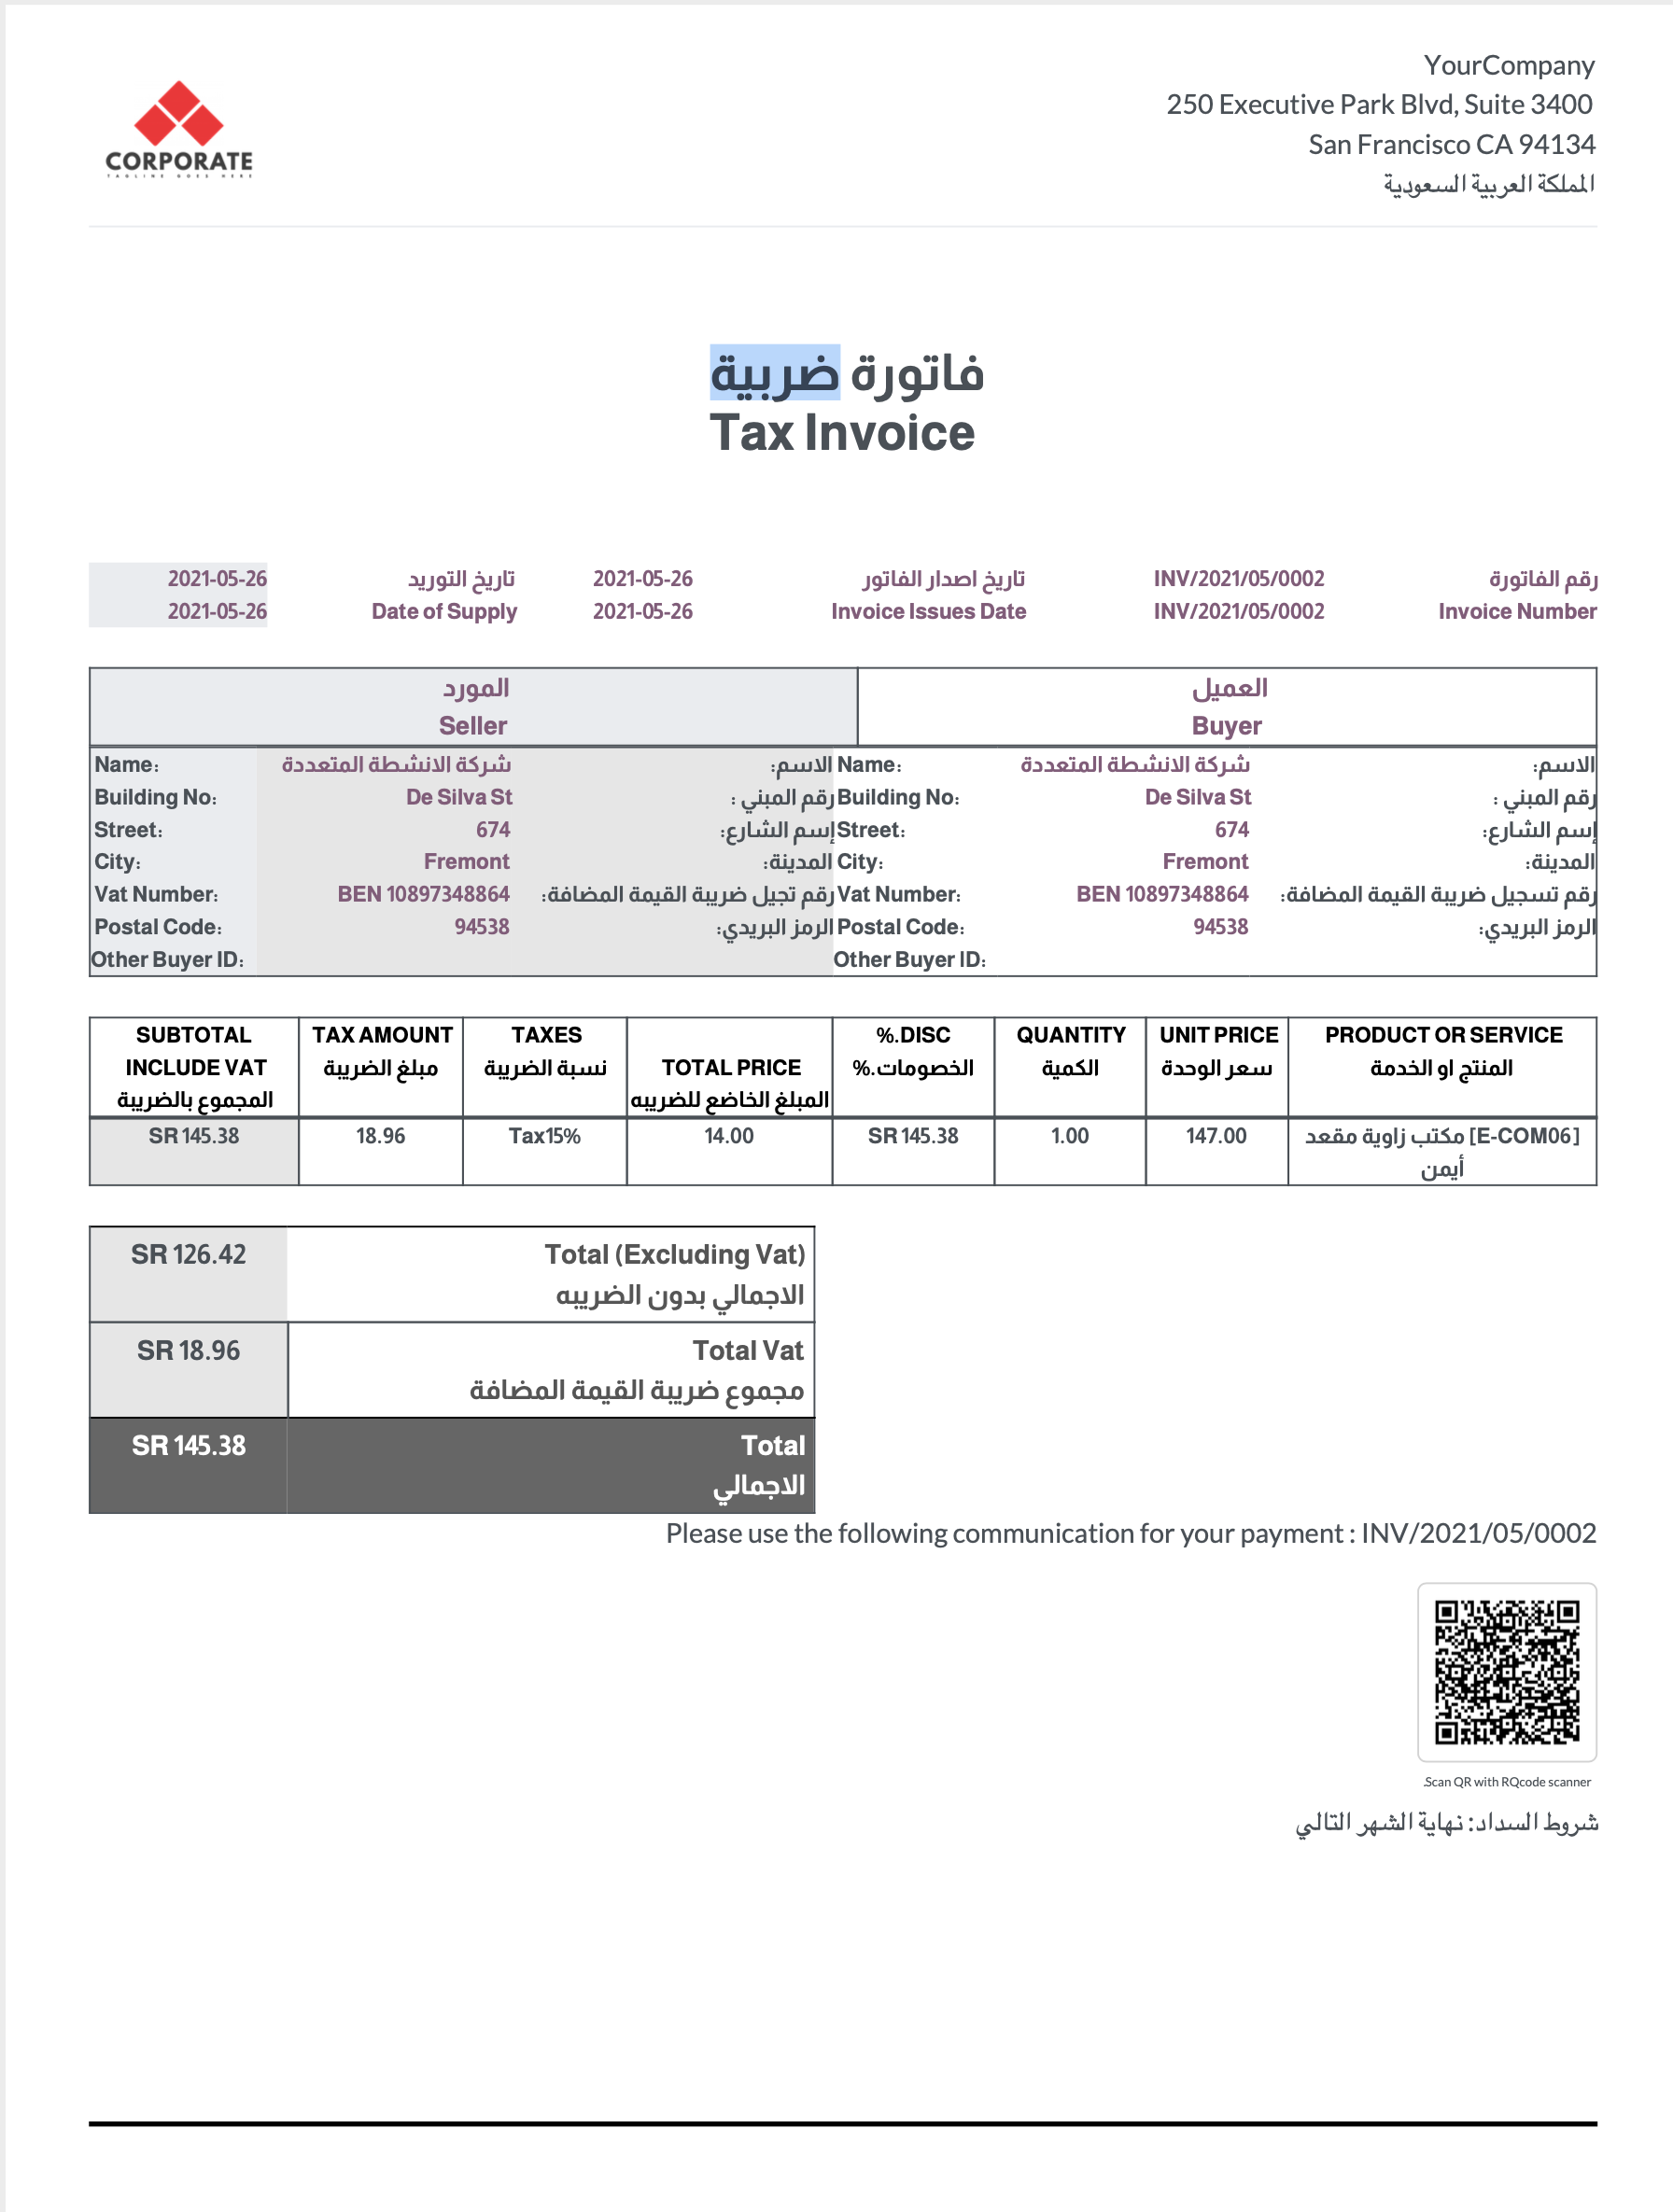 CORPORATE
TAGLINE GOES HERE
YourCompany
250 Executive Park Blvd, Suite 3400
San Francisco CA 94134
المملكة العربية السعودية
فاتورة ضريبية
Tax Invoice
رقم الفاتورة INV/2021/05/0002 تاريخ اصدار الفاتور 2021-05-26 تاريخ التوريد 2021-05-26
Invoice Number INV/2021/05/0002 Invoice Issues Date 2021-05-26 Date of Supply 2021-05-26
العميل المورد
Buyer Seller
الاسم: شركة الانشطة المتعددة Name: الاسم: شركة الانشطة المتعددة Name:
رقم المبني : De Silva St Building No: رقم المبني : De Silva St Building No:
إسم الشارع: 674 Street: إسم الشارع: 674 Street:
المدينة: Fremont City: المدينة: Fremont City:
رقم تسجيل ضريبة القيمة المضافة: BEN 10897348864 Vat Number: رقم تجيل ضريبة القيمة المضافة: BEN 10897348864 Vat Number:
الرمز البريدي: 94538 Postal Code: الرمز البريدي: 94538 Postal Code:
Other Buyer ID: Other Buyer ID:
PRODUCT OR SERVICE UNIT PRICE QUANTITY %.DISC TAXES TAX AMOUNT SUBTOTAL
المنتج او الخدمة سعر الوحدة الكمية الخصومات.% TOTAL PRICE نسبة الضريبة مبلغ الضريبة INCLUDE VAT
المبلغ الخاضع للضريبه المجموع بالضريبة
[E-COM06] مكتب زاوية مقعد 147.00 1.00 SR 145.38 14.00 Tax15% 18.96 SR 145.38
أيمن
Total (Excluding Vat) SR 126.42
الاجمالي بدون الضريبه
Total Vat SR 18.96
مجموع ضريبة القيمة المضافة
Total SR 145.38
الاجمالي
Please use the following communication for your payment : INV/2021/05/0002
.Scan QR with RQcode scanner
شروط السداد: نهاية الشهر التالي